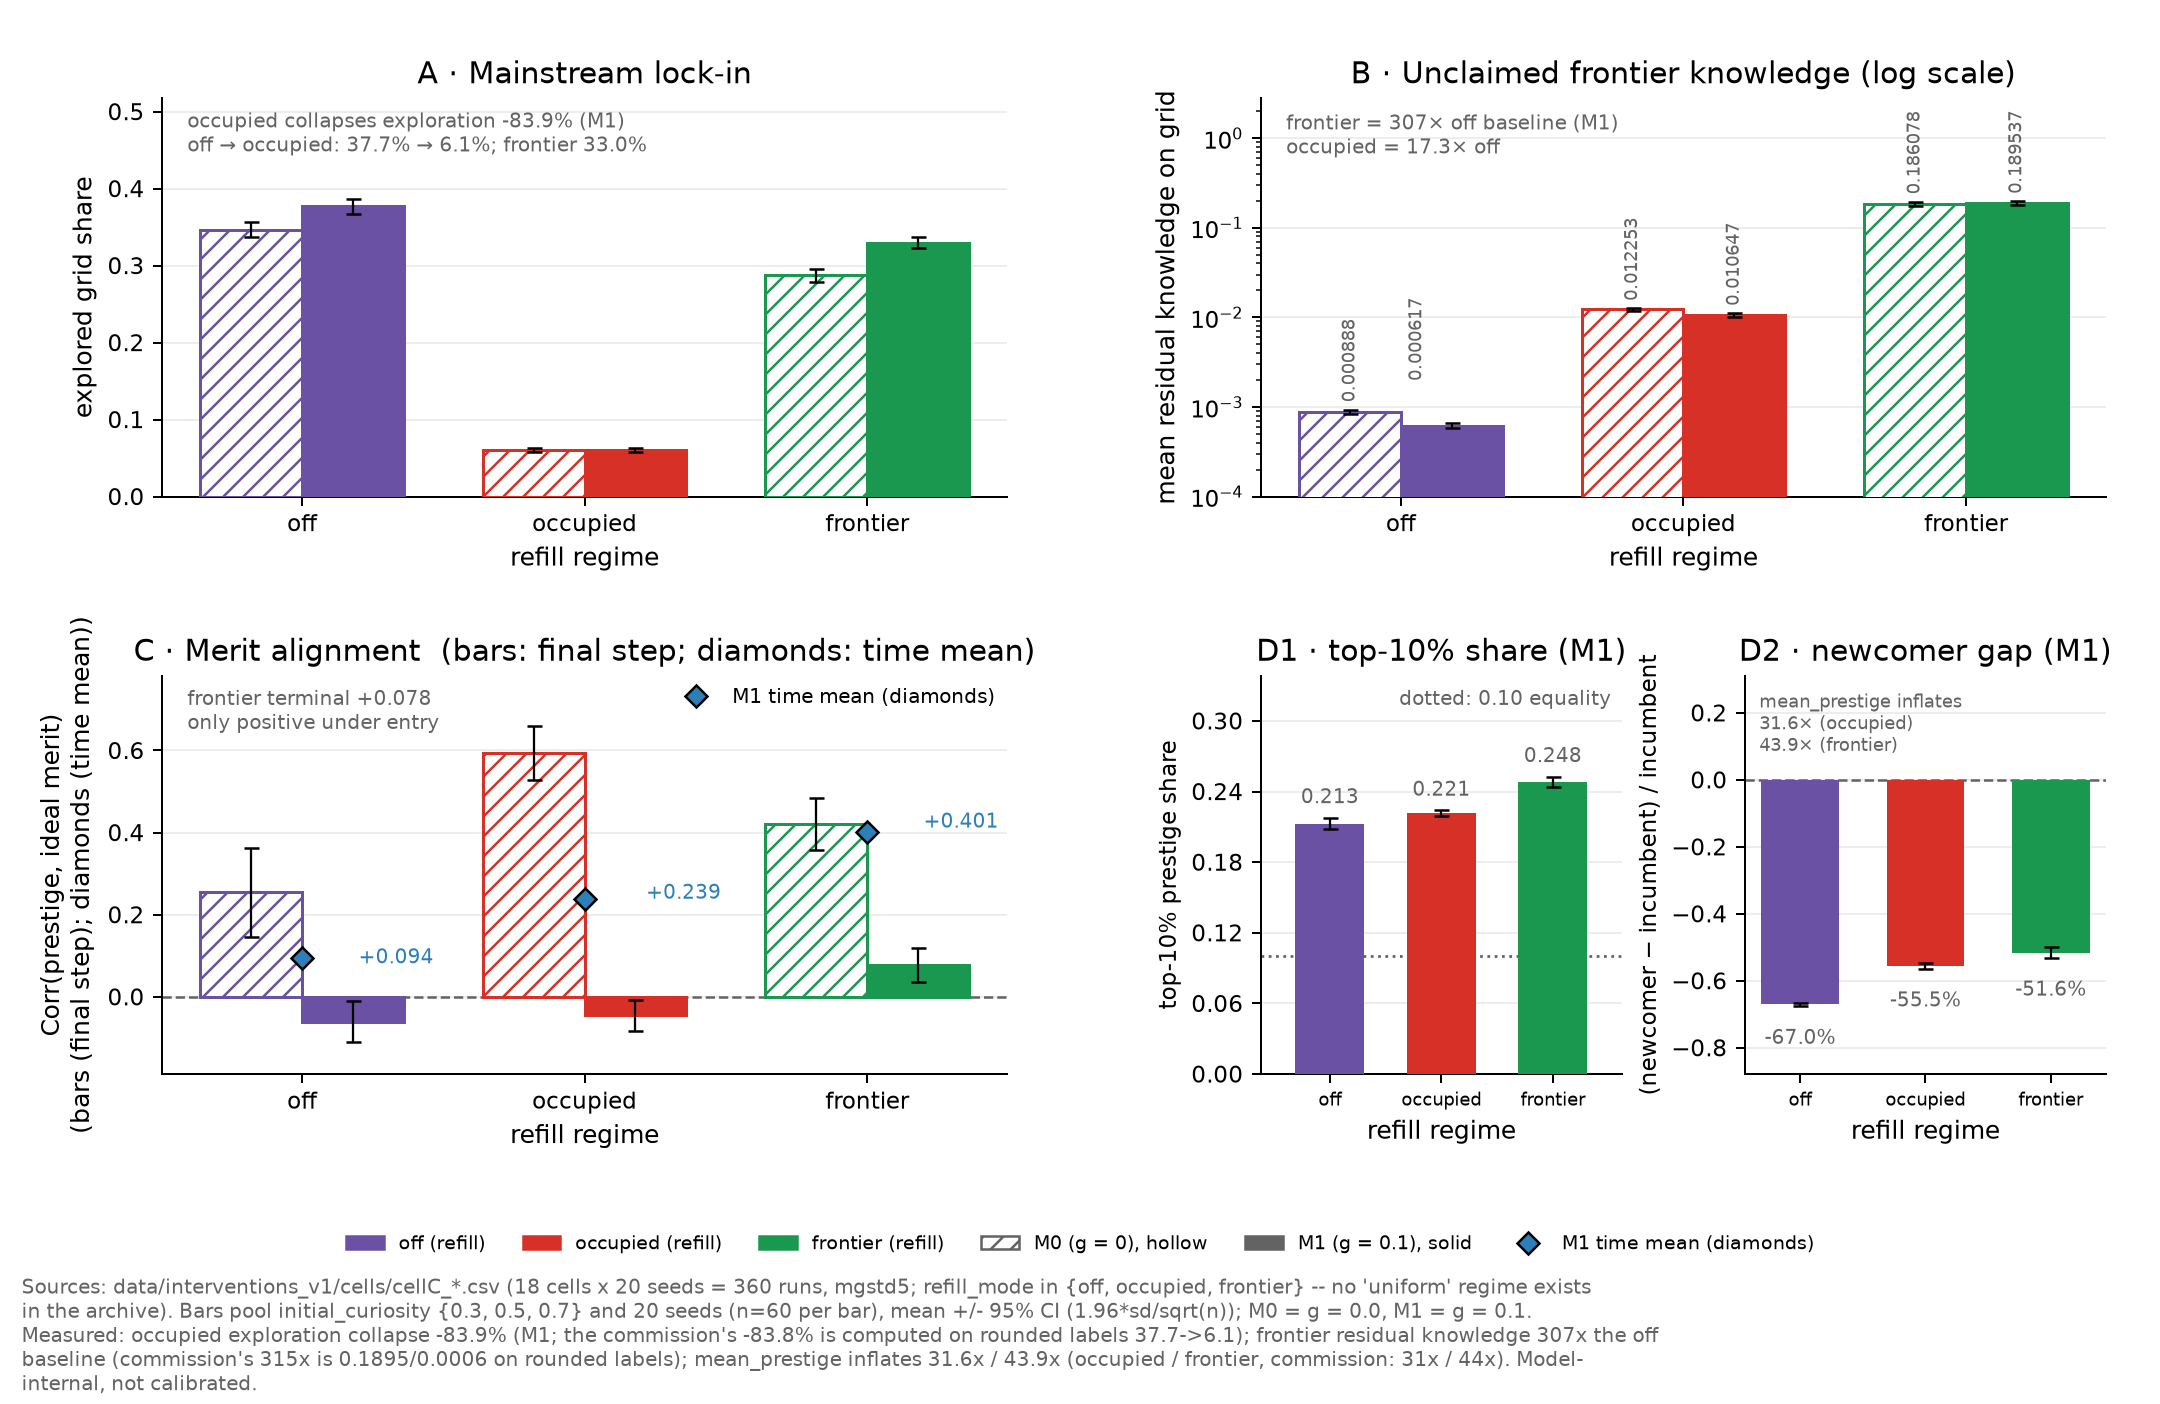 A · Mainstream lock-in
occupied collapses exploration -83.9% (M1)
off → occupied: 37.7% → 6.1%; frontier 33.0%
explored grid share
0.5
0.4
0.3
0.2
0.1
0.0
off
occupied
frontier
refill regime
B · Unclaimed frontier knowledge (log scale)
frontier = 307× off baseline (M1)
occupied = 17.3× off
mean residual knowledge on grid
10⁰
10⁻¹
10⁻²
10⁻³
10⁻⁴
0.000888
0.000617
0.012253
0.010647
0.186078
0.189537
off
occupied
frontier
refill regime
C · Merit alignment  (bars: final step; diamonds: time mean)
frontier terminal +0.078
only positive under entry
M1 time mean (diamonds)
Corr(prestige, ideal merit)
(bars (final step); diamonds (time mean))
0.6
0.4
0.2
0.0
+0.094
+0.239
+0.401
off
occupied
frontier
refill regime
D1 · top-10% share (M1)
dotted: 0.10 equality
top-10% prestige share
0.30
0.24
0.18
0.12
0.06
0.00
0.213
0.221
0.248
off
occupied
frontier
refill regime
D2 · newcomer gap (M1)
mean_prestige inflates
31.6× (occupied)
43.9× (frontier)
(newcomer − incumbent) / incumbent
0.2
0.0
−0.2
−0.4
−0.6
−0.8
-67.0%
-55.5%
-51.6%
off
occupied
frontier
refill regime
off (refill)
occupied (refill)
frontier (refill)
M0 (g = 0), hollow
M1 (g = 0.1), solid
M1 time mean (diamonds)
Sources: data/interventions_v1/cells/cellC_*.csv (18 cells x 20 seeds = 360 runs, mgstd5; refill_mode in {off, occupied, frontier} -- no 'uniform' regime exists
in the archive). Bars pool initial_curiosity {0.3, 0.5, 0.7} and 20 seeds (n=60 per bar), mean +/- 95% CI (1.96*sd/sqrt(n)); M0 = g = 0.0, M1 = g = 0.1.
Measured: occupied exploration collapse -83.9% (M1; the commission's -83.8% is computed on rounded labels 37.7->6.1); frontier residual knowledge 307x the off
baseline (commission's 315x is 0.1895/0.0006 on rounded labels); mean_prestige inflates 31.6x / 43.9x (occupied / frontier, commission: 31x / 44x). Model-
internal, not calibrated.